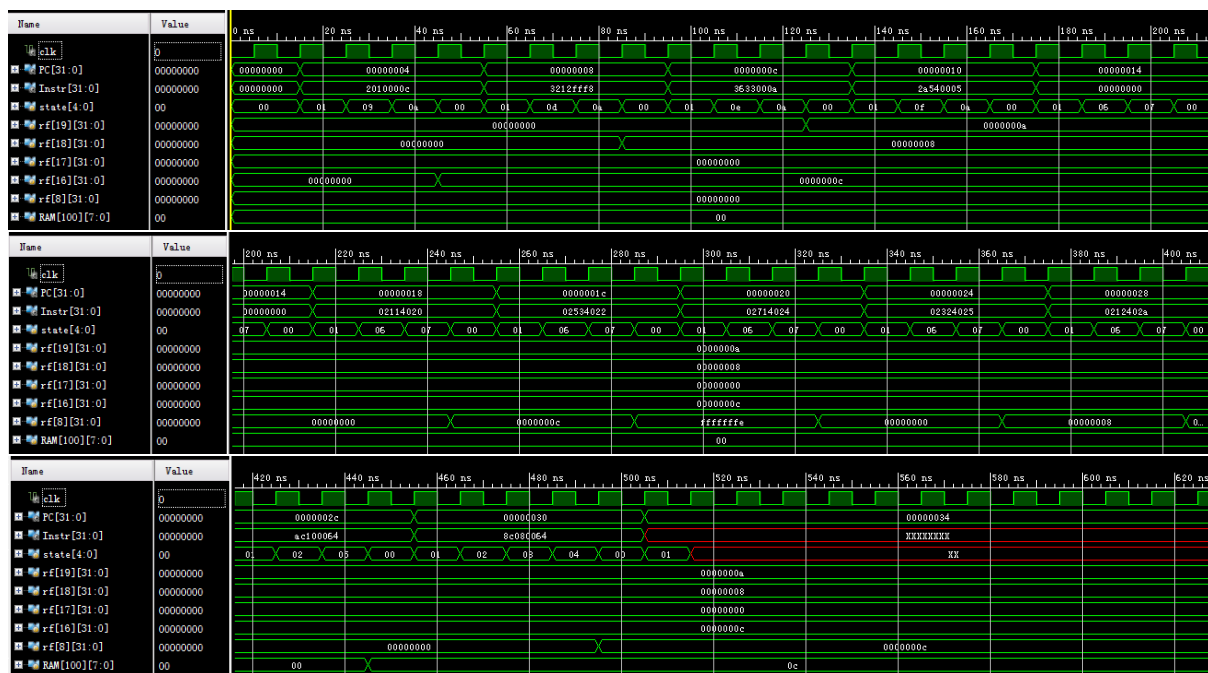 Name Value 0 ns 20 ns 40 ns 60 ns 80 ns 100 ns 120 ns 140 ns 160 ns 180 ns 200 ns
clk 0
PC[31:0] 00000000 00000000 00000004 00000008 0000000c 00000010 00000014
Instr[31:0] 00000000 00000000 2010000c 3212fff8 3633000a 2a540005 00000000
state[4:0] 00 00 01 09 0a 00 01 0d 0a 00 01 0e 0a 00 01 0f 0a 00 01 06 07 00
rf[19][31:0] 00000000 00000000 0000000a
rf[18][31:0] 00000000 00000000 00000008
rf[17][31:0] 00000000 00000000
rf[16][31:0] 00000000 00000000 0000000c
rf[8][31:0] 00000000 00000000
RAM[100][7:0] 00 00
Name Value 200 ns 220 ns 240 ns 260 ns 280 ns 300 ns 320 ns 340 ns 360 ns 380 ns 400 ns
clk 0
PC[31:0] 00000000 00000014 00000018 0000001c 00000020 00000024 00000028
Instr[31:0] 00000000 00000000 02114020 02534022 02714024 02324025 0212402a
state[4:0] 00 07 00 01 06 07 00 01 06 07 00 01 06 07 00 01 06 07 00 01 06 07 00
rf[19][31:0] 00000000 0000000a
rf[18][31:0] 00000000 00000008
rf[17][31:0] 00000000 00000000
rf[16][31:0] 00000000 0000000c
rf[8][31:0] 00000000 00000000 0000000c fffffffe 00000000 00000008 0...
RAM[100][7:0] 00 00
Name Value 420 ns 440 ns 460 ns 480 ns 500 ns 520 ns 540 ns 560 ns 580 ns 600 ns 620 ns
clk 0
PC[31:0] 00000000 0000002c 00000030 00000034
Instr[31:0] 00000000 ac100064 8c080064 XXXXXXXX
state[4:0] 00 01 02 05 00 01 02 03 04 00 01 XX
rf[19][31:0] 00000000 0000000a
rf[18][31:0] 00000000 00000008
rf[17][31:0] 00000000 00000000
rf[16][31:0] 00000000 0000000c
rf[8][31:0] 00000000 00000000 0000000c
RAM[100][7:0] 00 00 0c